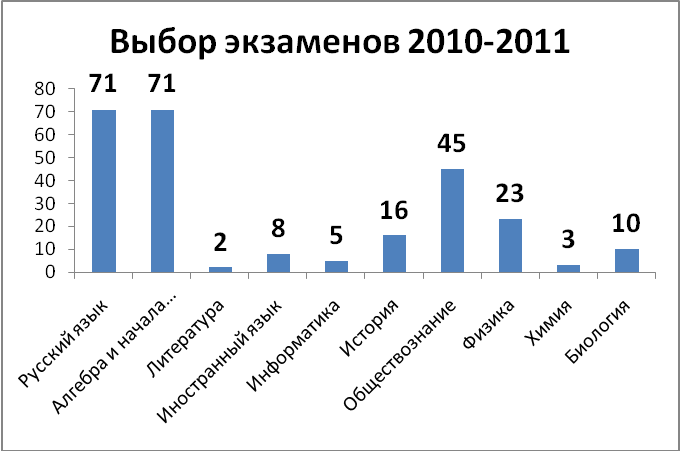 Выбор экзаменов 2010-2011
80
70
60
50
40
30
20
10
0
71
71
2
8
5
16
45
23
3
10
Русский язык
Алгебра и начала...
Литература
Иностранный язык
Информатика
История
Обществознание
Физика
Химия
Биология